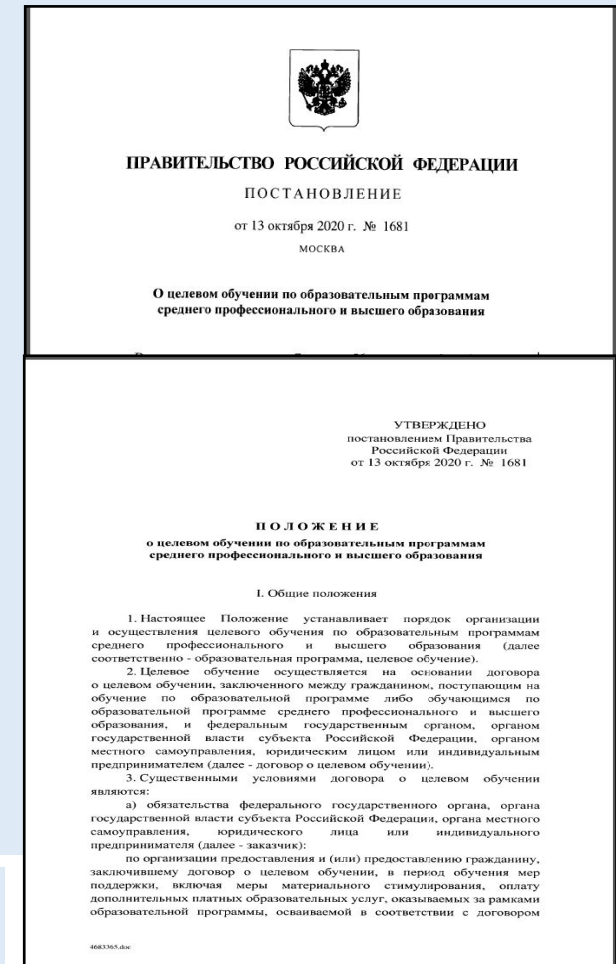 ПРАВИТЕЛЬСТВО РОССИЙСКОЙ ФЕДЕРАЦИИ
ПОСТАНОВЛЕНИЕ
от 13 октября 2020 г. № 1681
МОСКВА
О целевом обучении по образовательным программам
среднего профессионального и высшего образования
УТВЕРЖДЕНО
постановлением Правительства
Российской Федерации
от 13 октября 2020 г. № 1681
ПОЛОЖЕНИЕ
о целевом обучении по образовательным программам
среднего профессионального и высшего образования
I. Общие положения
1. Настоящее Положение устанавливает порядок организации
и осуществления целевого обучения по образовательным программам
среднего профессионального и высшего образования (далее
соответственно - образовательная программа, целевое обучение).
2. Целевое обучение осуществляется на основании договора
о целевом обучении, заключенного между гражданином, поступающим на
обучение по образовательной программе либо обучающимся по
образовательной программе среднего профессионального и высшего
образования, и федеральным государственным органом, органом
государственной власти субъекта Российской Федерации, органом
местного самоуправления, юридическим лицом или индивидуальным
предпринимателем (далее - договор о целевом обучении).
3. Существенными условиями договора о целевом обучении
являются:
а) обязательства федерального государственного органа, органа
государственной власти субъекта Российской Федерации, органа местного
самоуправления, юридического лица или индивидуального
предпринимателя (далее - заказчик):
по организации предоставления и (или) предоставлению гражданину,
заключившему договор о целевом обучении, в период обучения мер
поддержки, включая меры материального стимулирования, оплату
дополнительных платных образовательных услуг, оказываемых за рамками
образовательной программы, осваиваемой в соответствии с договором
4683365.doc